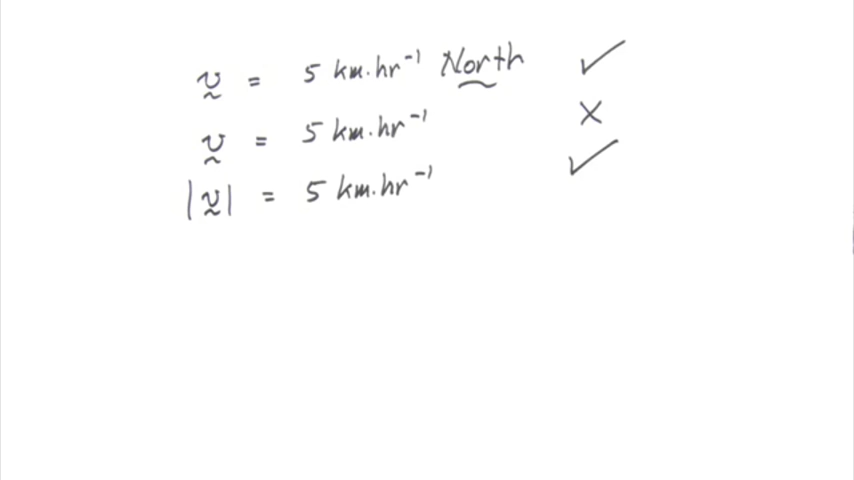 v̰ = 5 km.hr⁻¹ North ✓
v̰ = 5 km.hr⁻¹ ×
|v̰| = 5 km.hr⁻¹ ✓